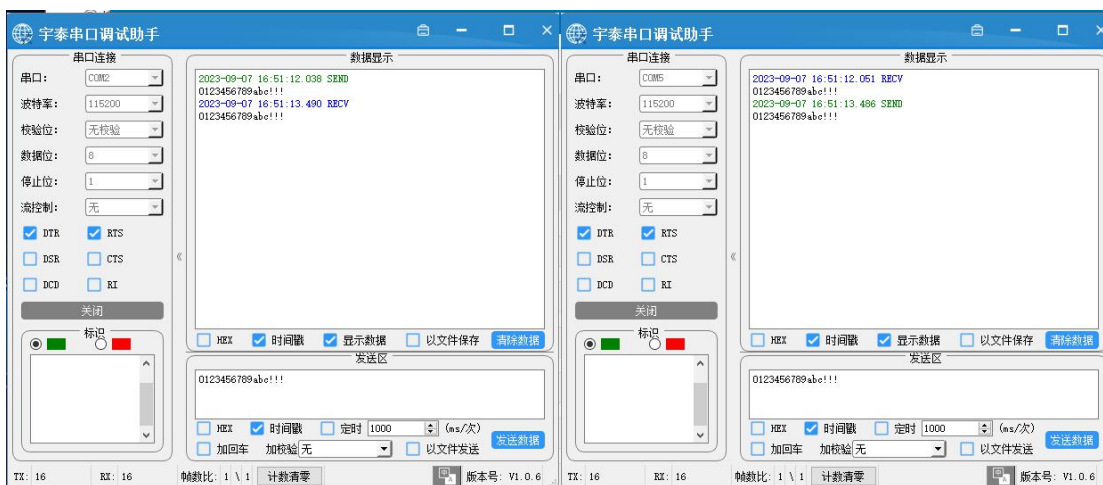 宇泰串口调试助手
串口连接
串口: COM2
波特率: 115200
校验位: 无校验
数据位: 8
停止位: 1
流控制: 无
DTR RTS
DSR CTS
DCD RI
关闭
标识
数据显示
2023-09-07 16:51:12.038 SEND
0123456789abc!!!
2023-09-07 16:51:13.490 RECV
0123456789abc!!!
HEX 时间戳 显示数据 以文件保存 清除数据
发送区
0123456789abc!!!
HEX 时间戳 定时 1000 (ms/次)
加回车 加校验 无 以文件发送 发送数据
TX: 16 RX: 16 帧数比: 1 \ 1 计数清零 版本号: V1.0.6
宇泰串口调试助手
串口连接
串口: COM5
波特率: 115200
校验位: 无校验
数据位: 8
停止位: 1
流控制: 无
DTR RTS
DSR CTS
DCD RI
关闭
标识
数据显示
2023-09-07 16:51:12.051 RECV
0123456789abc!!!
2023-09-07 16:51:13.486 SEND
0123456789abc!!!
HEX 时间戳 显示数据 以文件保存 清除数据
发送区
0123456789abc!!!
HEX 时间戳 定时 1000 (ms/次)
加回车 加校验 无 以文件发送 发送数据
TX: 16 RX: 16 帧数比: 1 \ 1 计数清零 版本号: V1.0.6